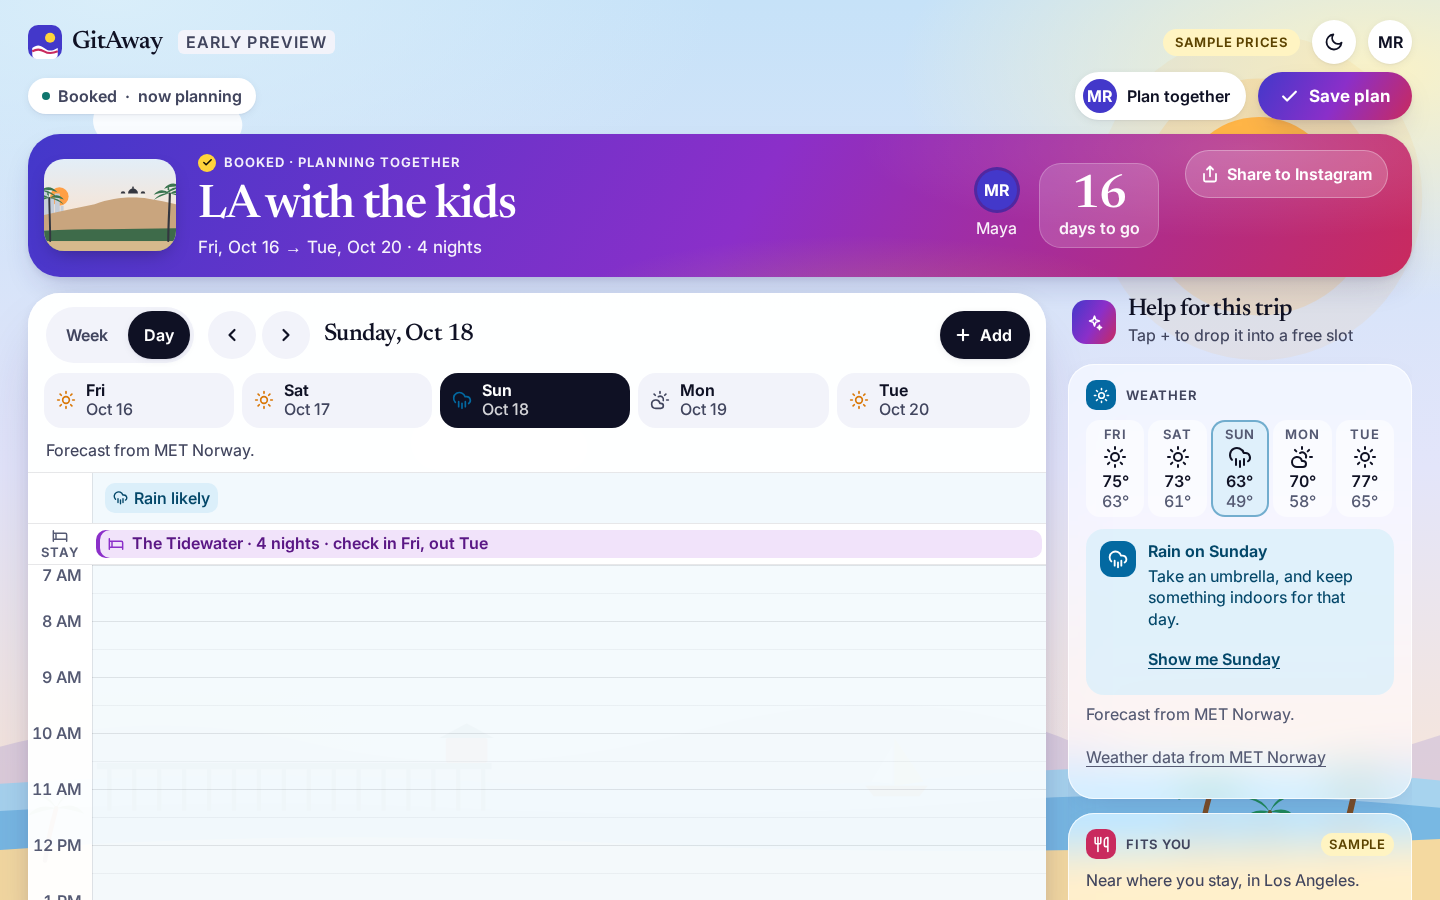 GitAway
EARLY PREVIEW
SAMPLE PRICES
MR
Booked · now planning
MR Plan together
Save plan
BOOKED · PLANNING TOGETHER
LA with the kids
Fri, Oct 16 → Tue, Oct 20 · 4 nights
MR
Maya
16
days to go
Share to Instagram
Week
Day
Sunday, Oct 18
+ Add
Fri
Oct 16
Sat
Oct 17
Sun
Oct 18
Mon
Oct 19
Tue
Oct 20
Forecast from MET Norway.
Rain likely
STAY
The Tidewater · 4 nights · check in Fri, out Tue
7 AM
8 AM
9 AM
10 AM
11 AM
12 PM
1 PM
Help for this trip
Tap + to drop it into a free slot
WEATHER
FRI
75°
63°
SAT
73°
61°
SUN
63°
49°
MON
70°
58°
TUE
77°
65°
Rain on Sunday
Take an umbrella, and keep
something indoors for that
day.
Show me Sunday
Forecast from MET Norway.
Weather data from MET Norway
FITS YOU
SAMPLE
Near where you stay, in Los Angeles.